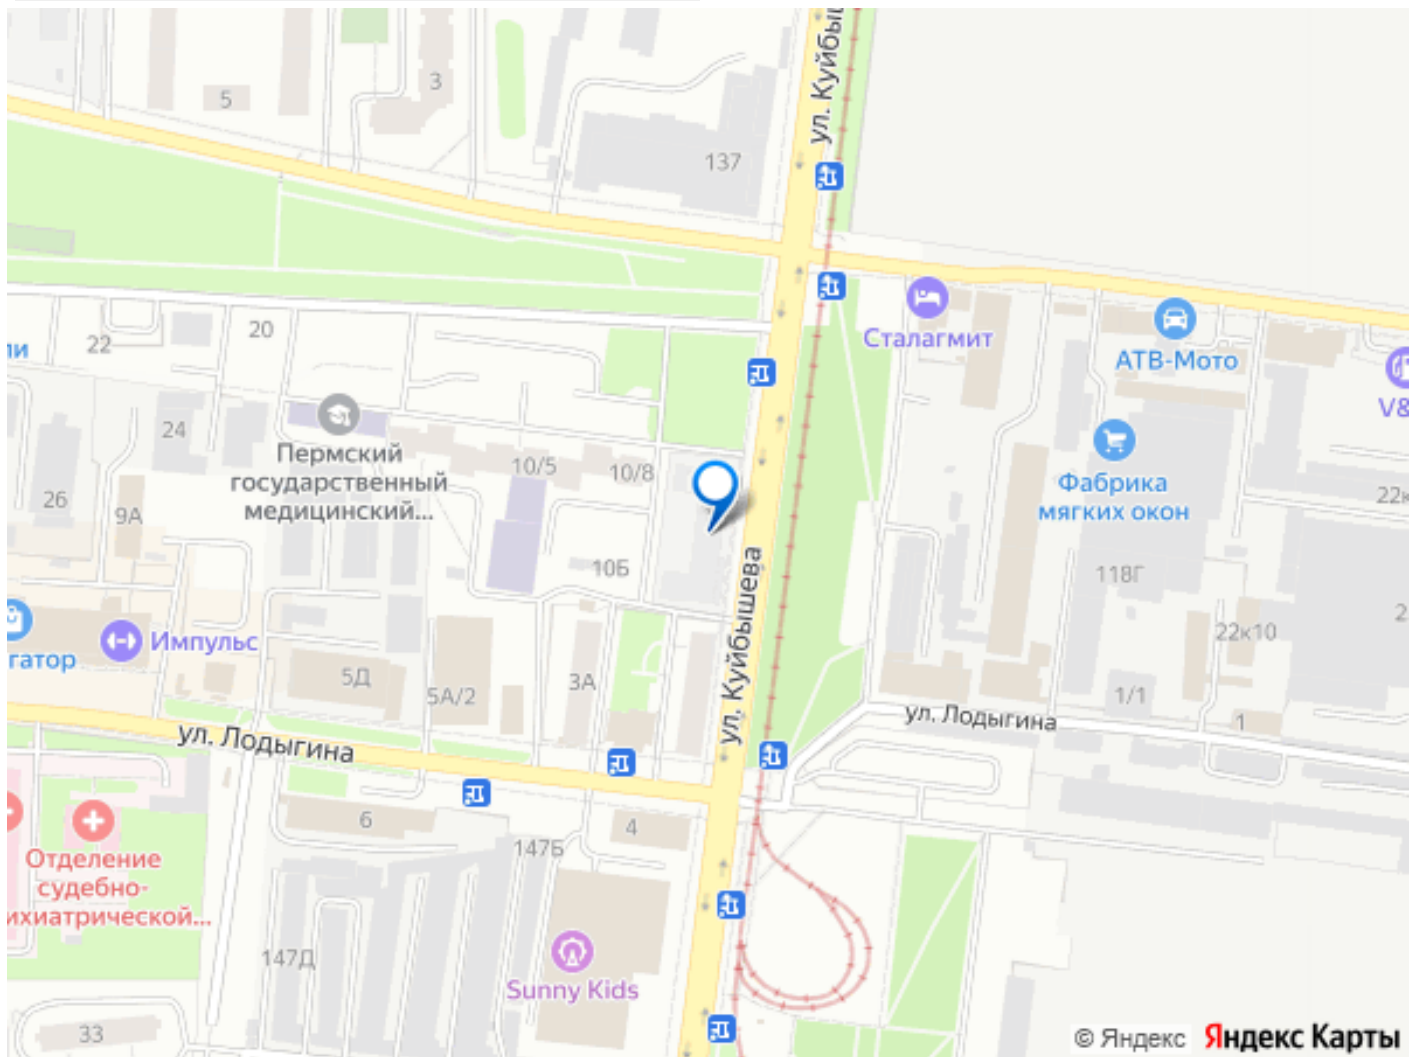 ул. Куйбы
3
5
137
20
22
ли
Сталагмит
АТВ-Мото
V&
24
Пермский
государственный
медицинский...
10/5
10/8
26
9А
Фабрика
мягких окон
22к
10Б
118Г
ул. Куйбышева
2
22к10
Импульс
гатор
5Д
5А/2
3А
1/1
1
ул. Лодыгина
ул. Лодыгина
6
4
147Б
Отделение
судебно-
ихиатрической...
147Д
Sunny Kids
33
© Яндекс Яндекс Карты